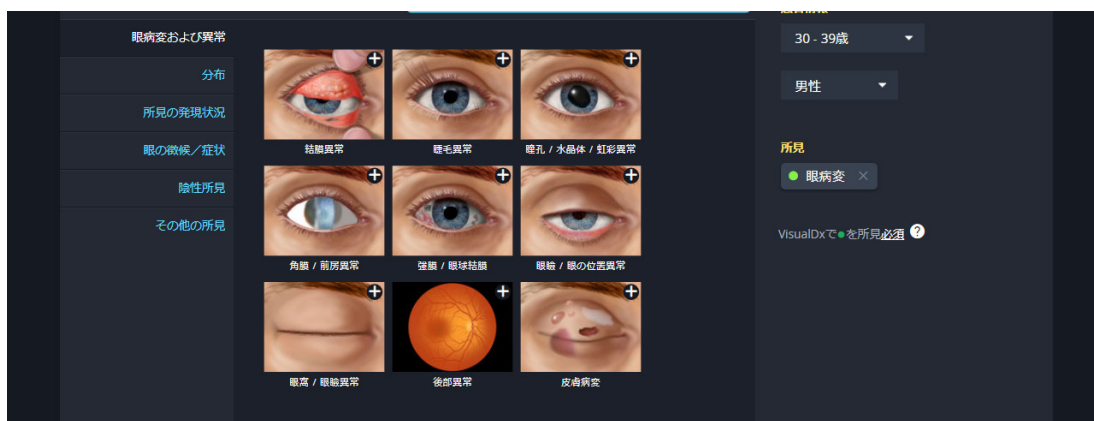 眼病変および異常
分布
所見の発現状況
眼の徴候／症状
陰性所見
その他の所見
結膜異常
睫毛異常
瞳孔 / 水晶体 / 虹彩異常
角膜 / 前房異常
強膜 / 眼球結膜
眼瞼 / 眼の位置異常
眼窩 / 眼瞼異常
後部異常
皮膚病変
30 - 39歳
男性
所見
眼病変
VisualDxで●を所見必須 ?